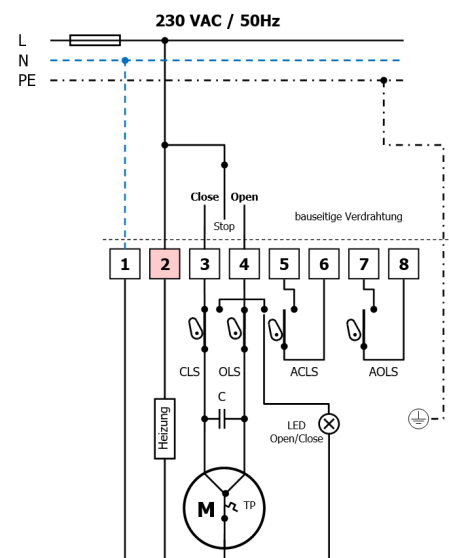 230 VAC / 50Hz
L
N
PE
Close Open
Stop
bauseitige Verdrahtung
1 2 3 4 5 6 7 8
CLS OLS ACLS AOLS
C
Heizung
LED
Open/Close
M TP